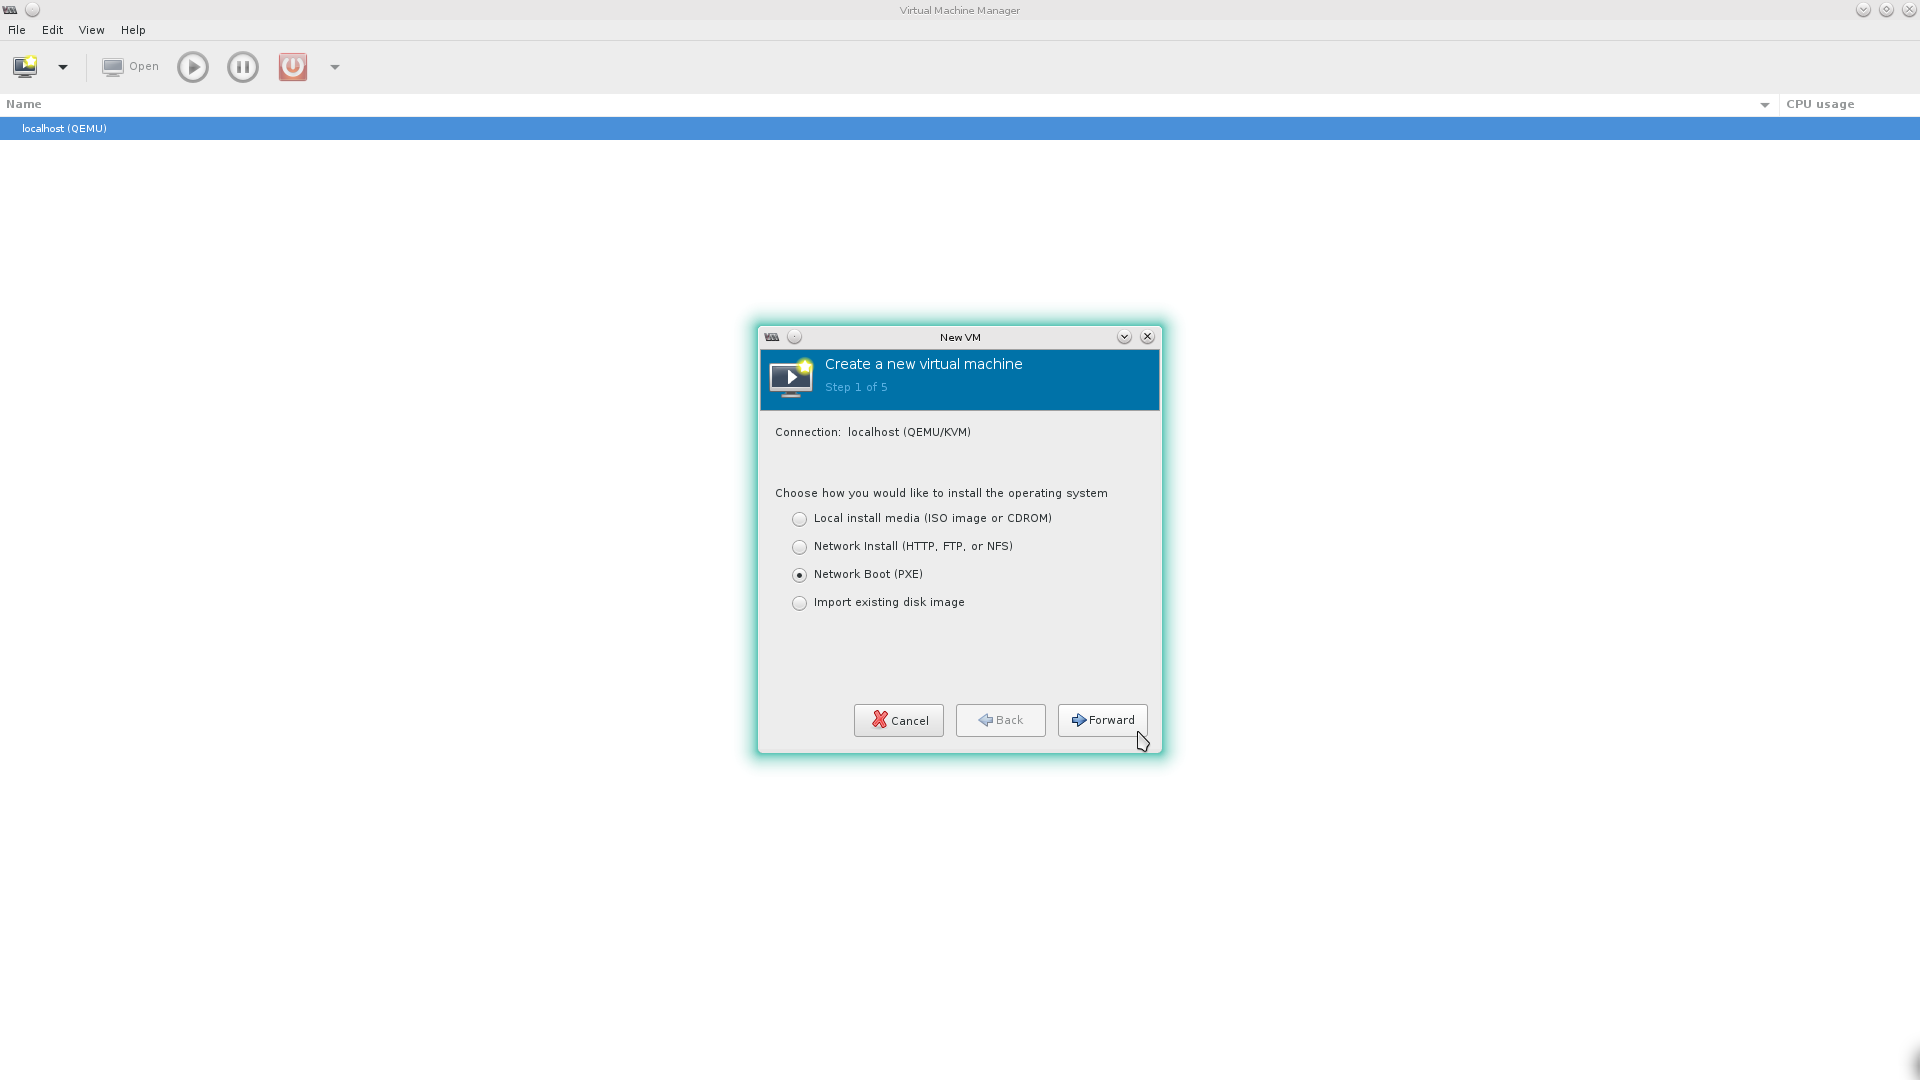 Virtual Machine Manager
File Edit View Help
Open
Name CPU usage
localhost (QEMU)
New VM
Create a new virtual machine
Step 1 of 5
Connection: localhost (QEMU/KVM)
Choose how you would like to install the operating system
Local install media (ISO image or CDROM)
Network Install (HTTP, FTP, or NFS)
Network Boot (PXE)
Import existing disk image
Cancel Back Forward